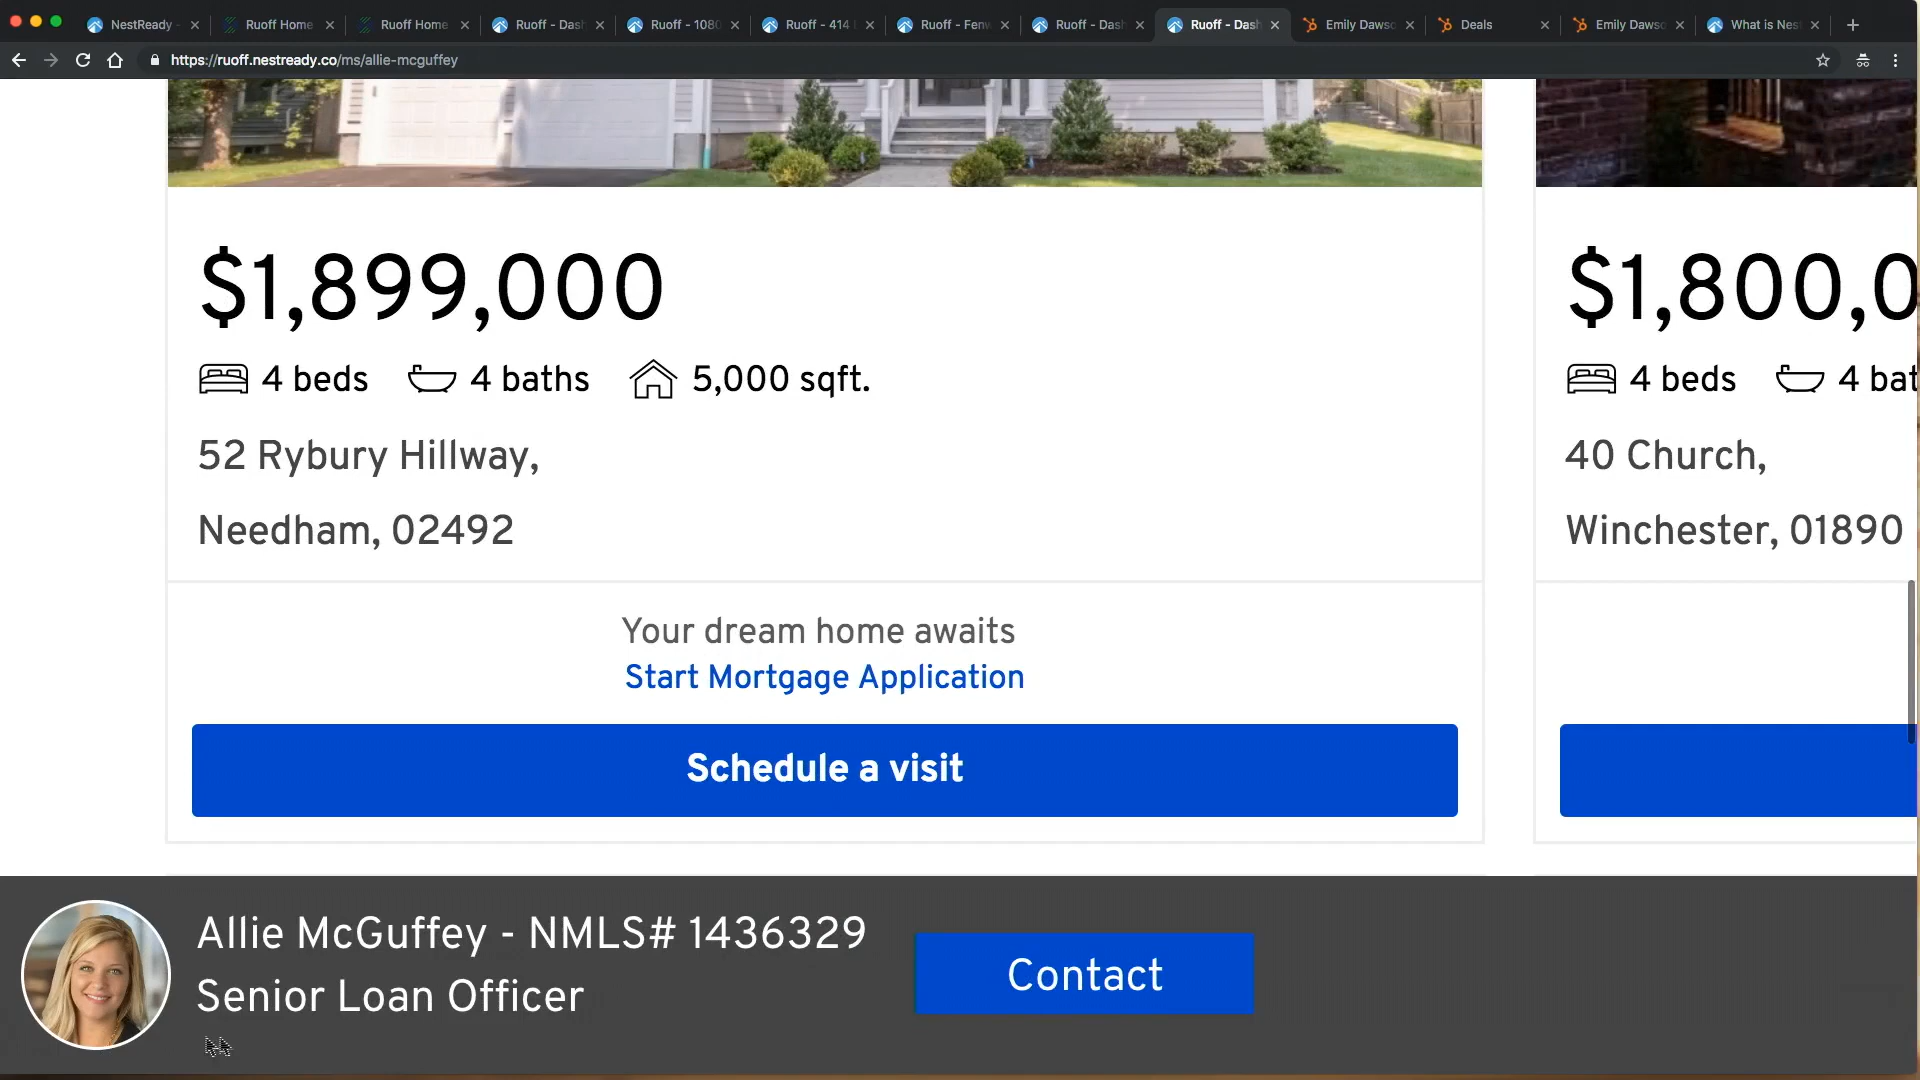 NestReady -
Ruoff Home
Ruoff Home
Ruoff - Dash
Ruoff - 1080
Ruoff - 414
Ruoff - Fenw
Ruoff - Dash
Ruoff - Dash
Emily Dawso
Deals
Emily Dawso
What is Nest
https://ruoff.nestready.co/ms/allie-mcguffey
$1,899,000
4 beds 4 baths 5,000 sqft.
52 Rybury Hillway,
Needham, 02492
Your dream home awaits
Start Mortgage Application
Schedule a visit
$1,800,0
4 beds 4 bat
40 Church,
Winchester, 01890
Allie McGuffey - NMLS# 1436329
Senior Loan Officer
Contact